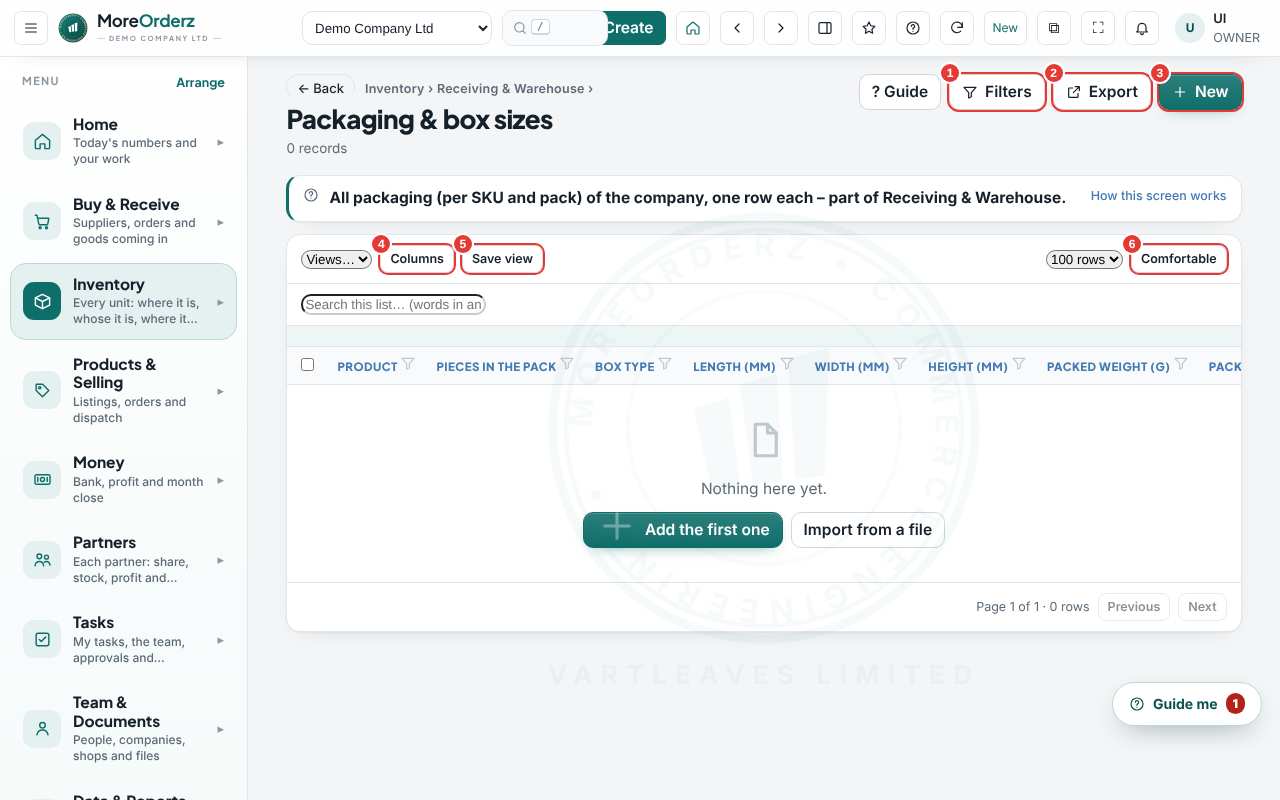 MoreOrderz
— DEMO COMPANY LTD —
Demo Company Ltd
/
Create
New
U
UI
OWNER
MENU
Arrange
Home
Today's numbers and
your work
Buy & Receive
Suppliers, orders and
goods coming in
Inventory
Every unit: where it is,
whose it is, where it...
Products &
Selling
Listings, orders and
dispatch
Money
Bank, profit and month
close
Partners
Each partner: share,
stock, profit and...
Tasks
My tasks, the team,
approvals and...
Team &
Documents
People, companies,
shops and files
Data & Reports
← Back
Inventory › Receiving & Warehouse ›
Packaging & box sizes
0 records
? Guide
1
Filters
2
Export
3
+ New
All packaging (per SKU and pack) of the company, one row each – part of Receiving & Warehouse.
How this screen works
Views...
4
Columns
5
Save view
100 rows
6
Comfortable
Search this list... (words in an
PRODUCT
PIECES IN THE PACK
BOX TYPE
LENGTH (MM)
WIDTH (MM)
HEIGHT (MM)
PACKED WEIGHT (G)
PACK
Nothing here yet.
Add the first one
Import from a file
Page 1 of 1 · 0 rows
Previous
Next
MOREORDERZ • COMMERCE ENGINEERING •
VARTLEAVES LIMITED
Guide me
1